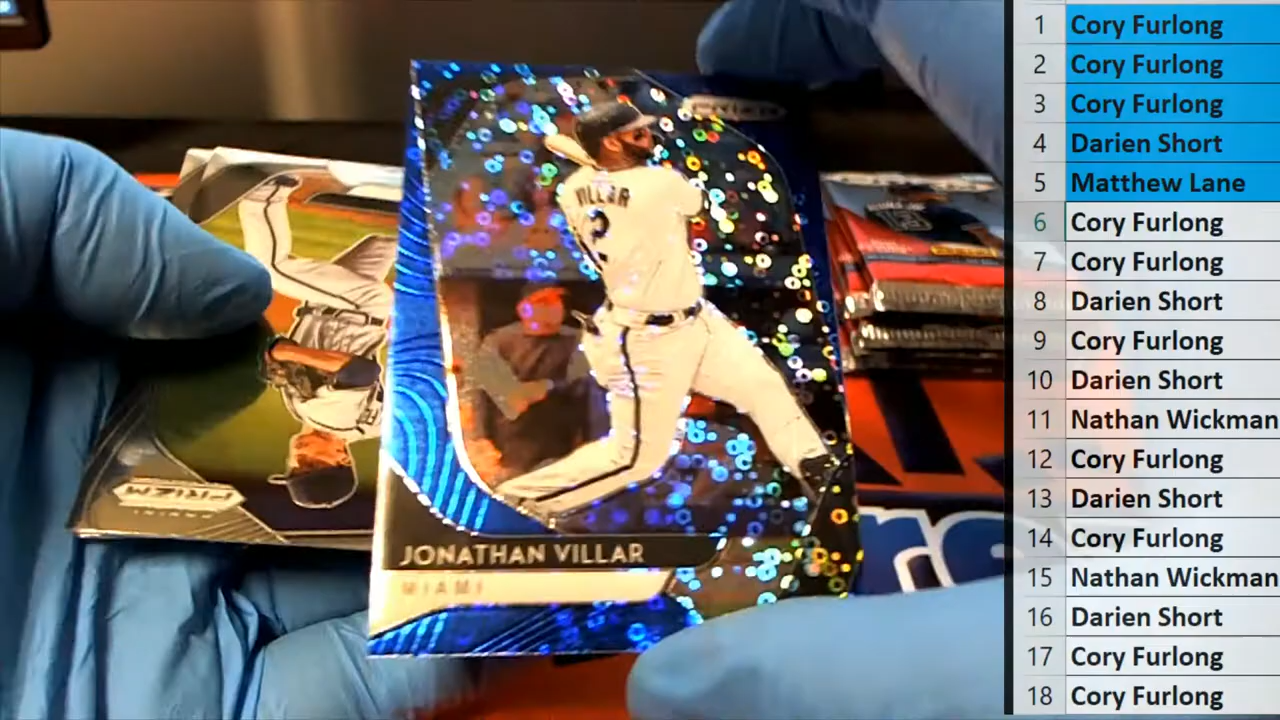 PRIZM
VILLAR
2
JONATHAN VILLAR
MIAMI
PRIZM
1 Cory Furlong
2 Cory Furlong
3 Cory Furlong
4 Darien Short
5 Matthew Lane
6 Cory Furlong
7 Cory Furlong
8 Darien Short
9 Cory Furlong
10 Darien Short
11 Nathan Wickman
12 Cory Furlong
13 Darien Short
14 Cory Furlong
15 Nathan Wickman
16 Darien Short
17 Cory Furlong
18 Cory Furlong